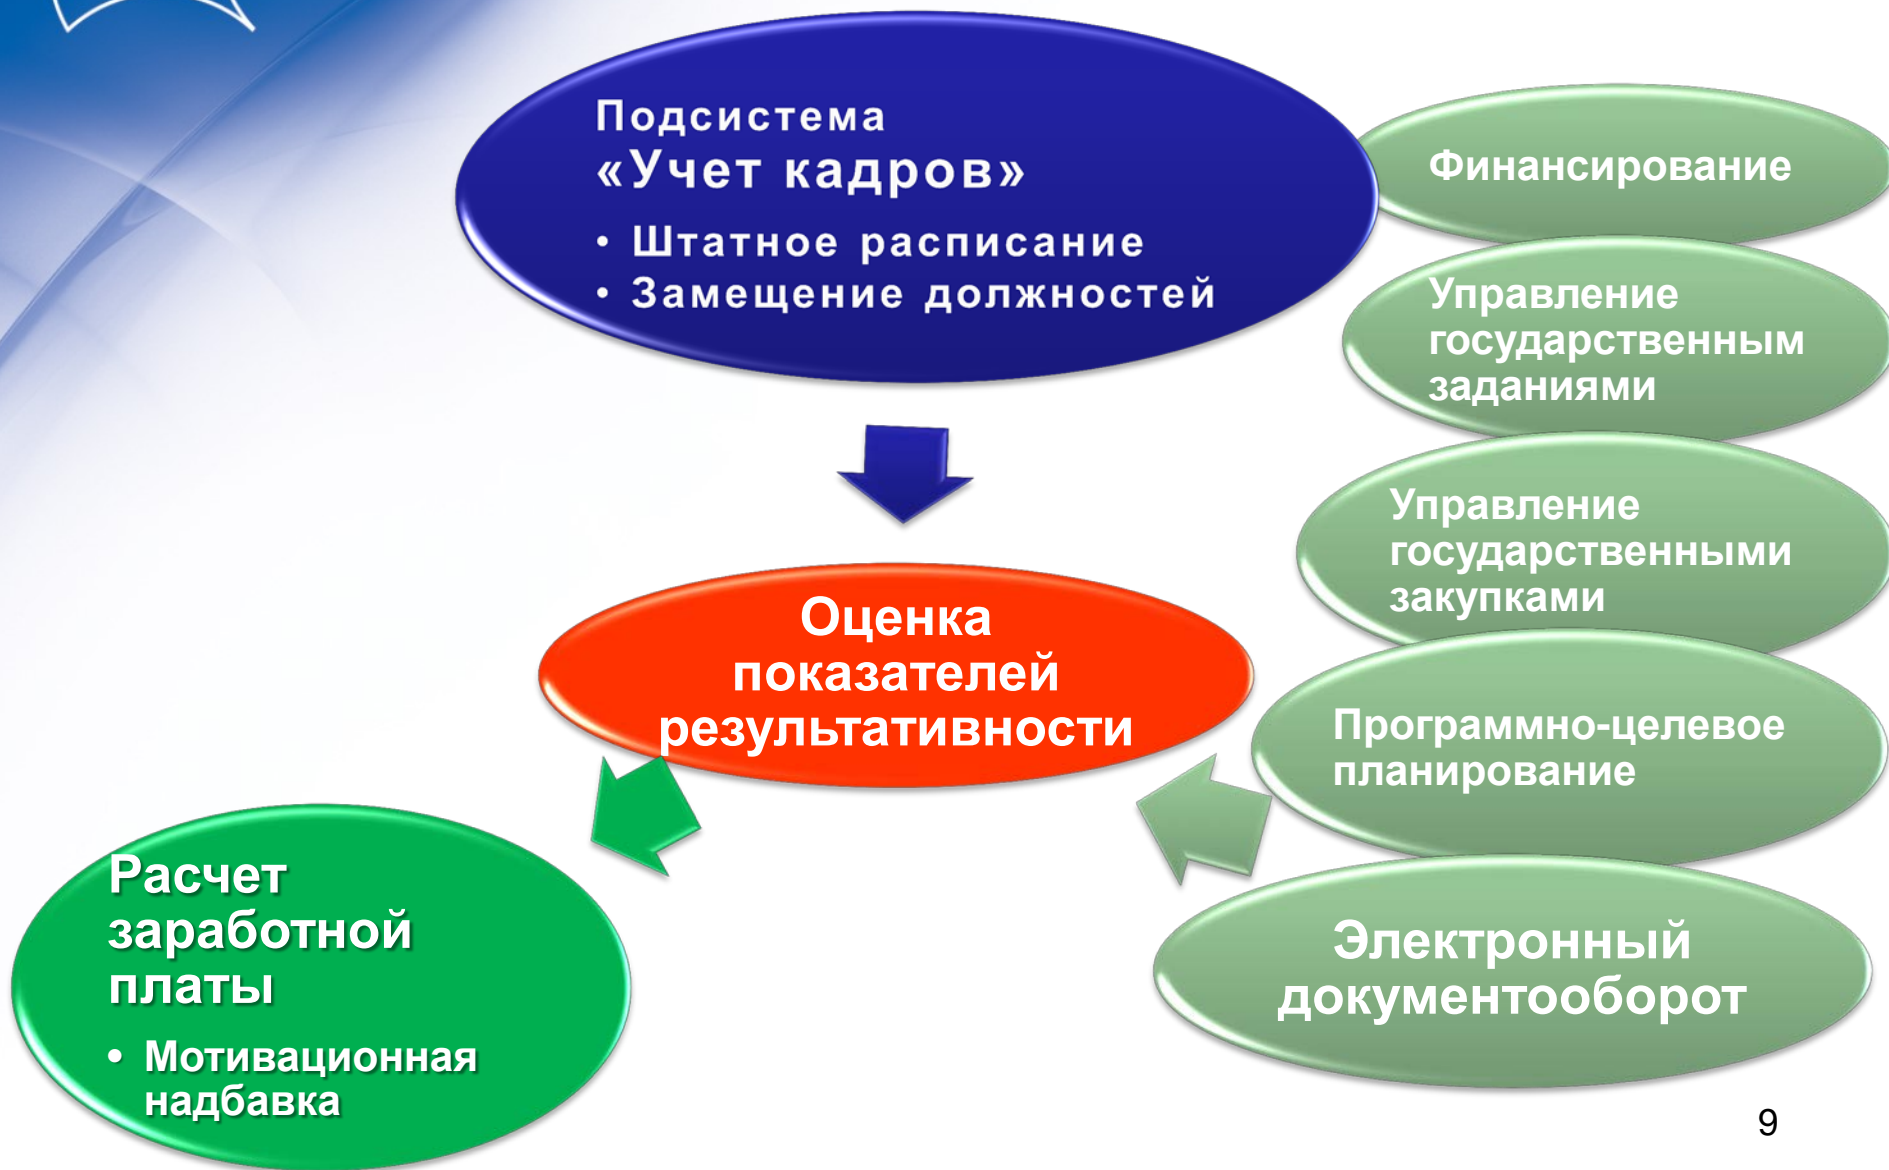 Подсистема
«Учет кадров»
• Штатное расписание
• Замещение должностей
Финансирование
Управление
государственным
заданиями
Управление
государственными
закупками
Программно-целевое
планирование
Электронный
документооборот
Оценка
показателей
результативности
Расчет
заработной
платы
• Мотивационная
надбавка
9